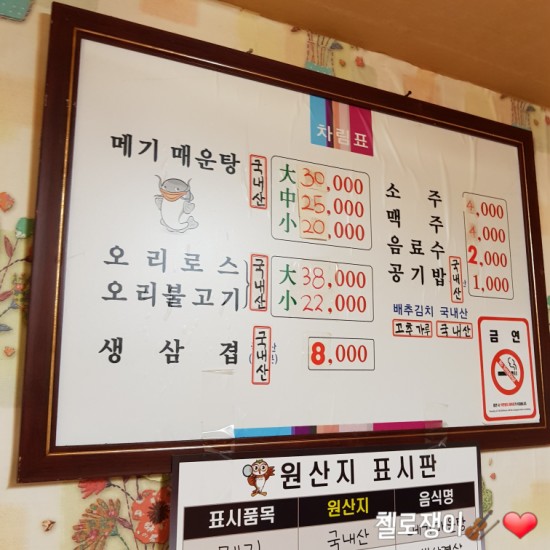 차림표
메기 매운탕 국내산 大 30,000
中 25,000
小 20,000
오리로스 국내산 大 38,000
오리불고기 小 22,000
생 삼 겹 국내산 8,000
소 주 4,000
맥 주 4,000
음 료 수 2,000
공 기 밥 국내산 1,000
배추김치 국내산
꼬추가루 국내산
금 연
원산지 표시판
표시품목 원산지 음식명
국내산
첼로쟁이